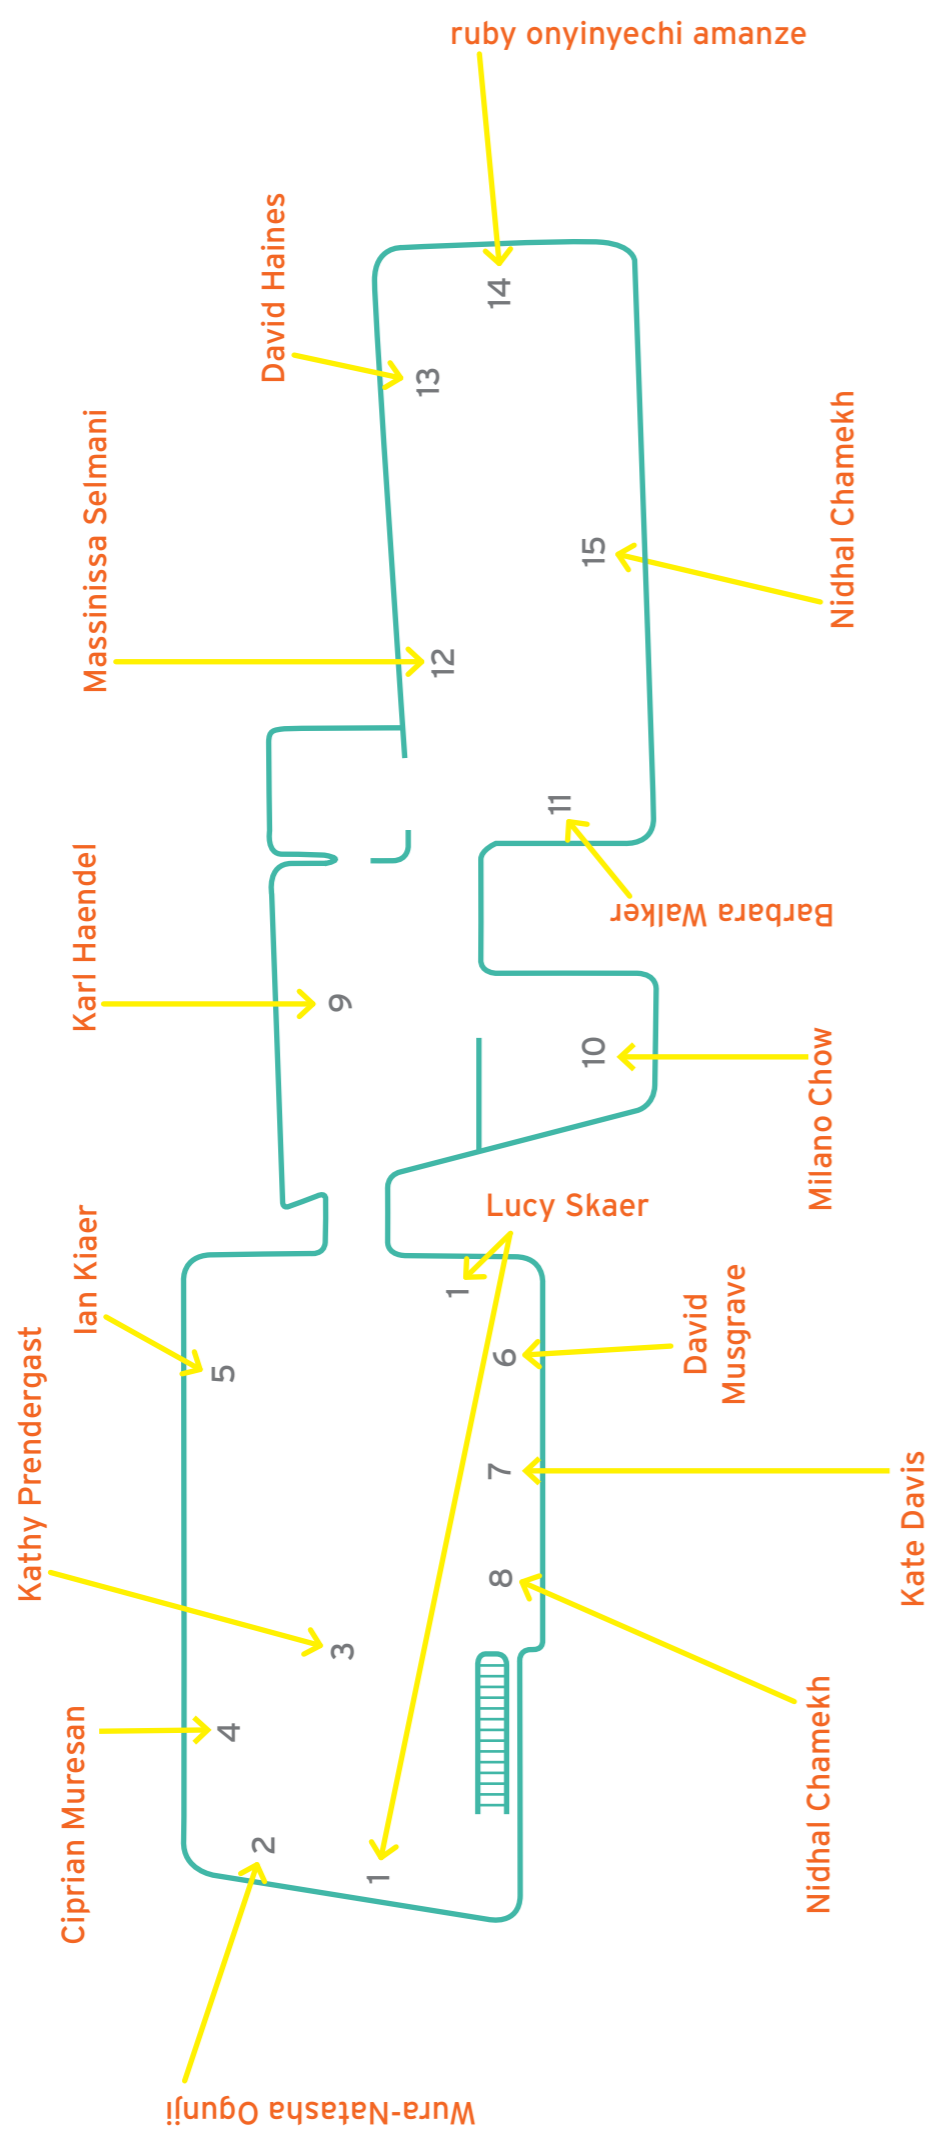 ruby onyinyechi amanze
14
David Haines
13
Massinissa Selmani
12
Nidhal Chamekh
15
11
Barbara Walker
Karl Haendel
9
10
Milano Chow
Lucy Skaer
1
Ian Kiaer
5
6
David
Musgrave
Kathy Prendergast
3
7
Kate Davis
8
Nidhal Chamekh
Ciprian Muresan
4
2
1
Wura-Natasha Ogunji